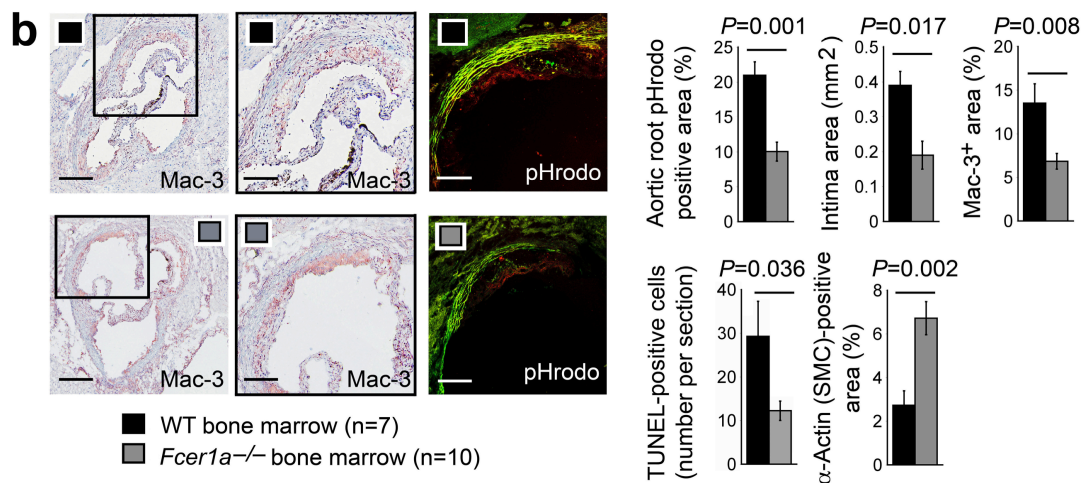 b
Mac-3
Mac-3
pHrodo
Mac-3
Mac-3
pHrodo
WT bone marrow (n=7)
Fcer1a–/– bone marrow (n=10)
P=0.001
Aortic root pHrodo
positive area (%)
25
20
15
10
5
0
P=0.017
Intima area (mm2 )
0.5
0.4
0.3
0.2
0.1
0
P=0.008
Mac-3+ area (%)
20
15
10
5
0
P=0.036
TUNEL-positive cells
(number per section)
40
30
20
10
0
P=0.002
α-Actin (SMC)-positive
area (%)
8
6
4
2
0